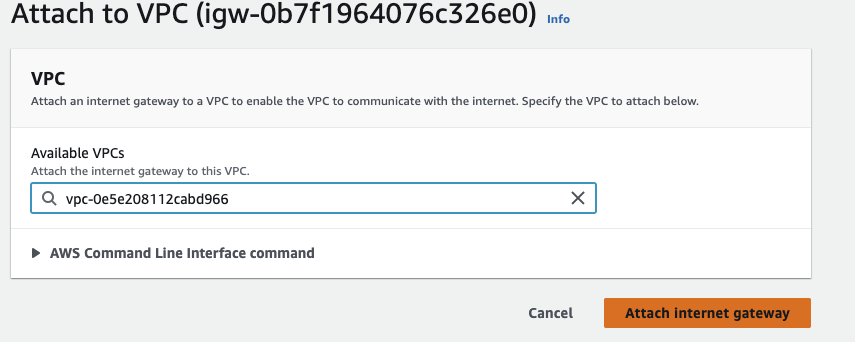 Attach to VPC (igw-0b7f1964076c326e0) Info
VPC
Attach an internet gateway to a VPC to enable the VPC to communicate with the internet. Specify the VPC to attach below.
Available VPCs
Attach the internet gateway to this VPC.
vpc-0e5e208112cabd966
AWS Command Line Interface command
Cancel
Attach internet gateway